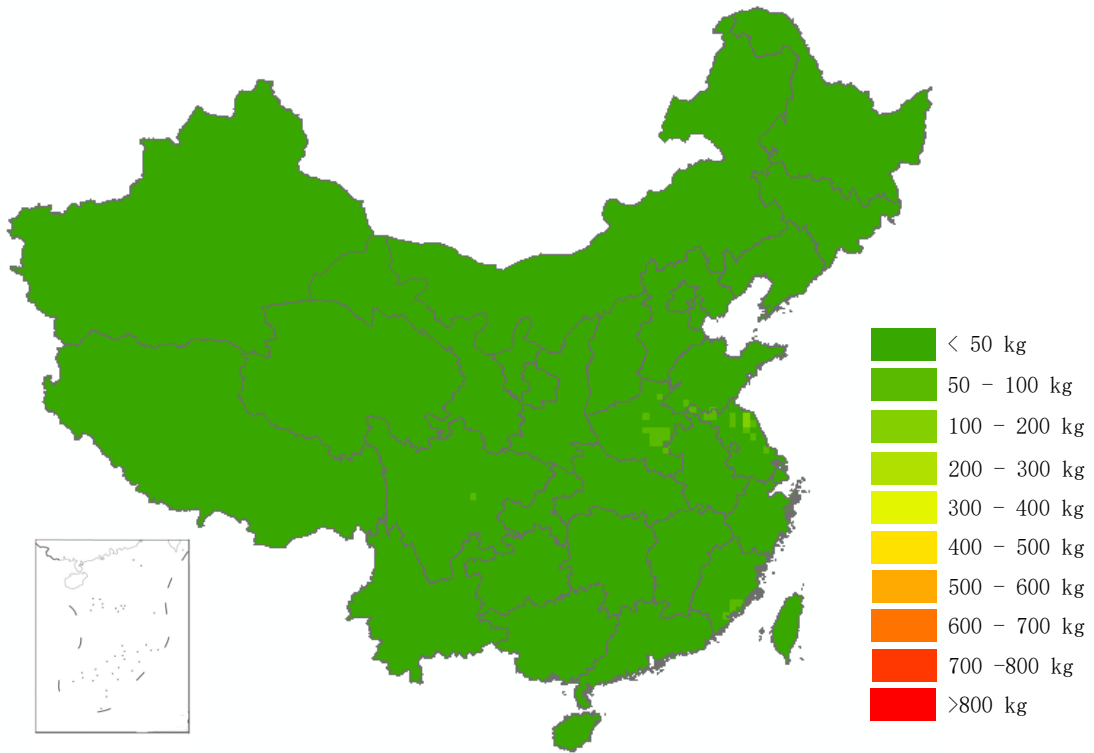 < 50 kg
50 - 100 kg
100 - 200 kg
200 - 300 kg
300 - 400 kg
400 - 500 kg
500 - 600 kg
600 - 700 kg
700 -800 kg
>800 kg